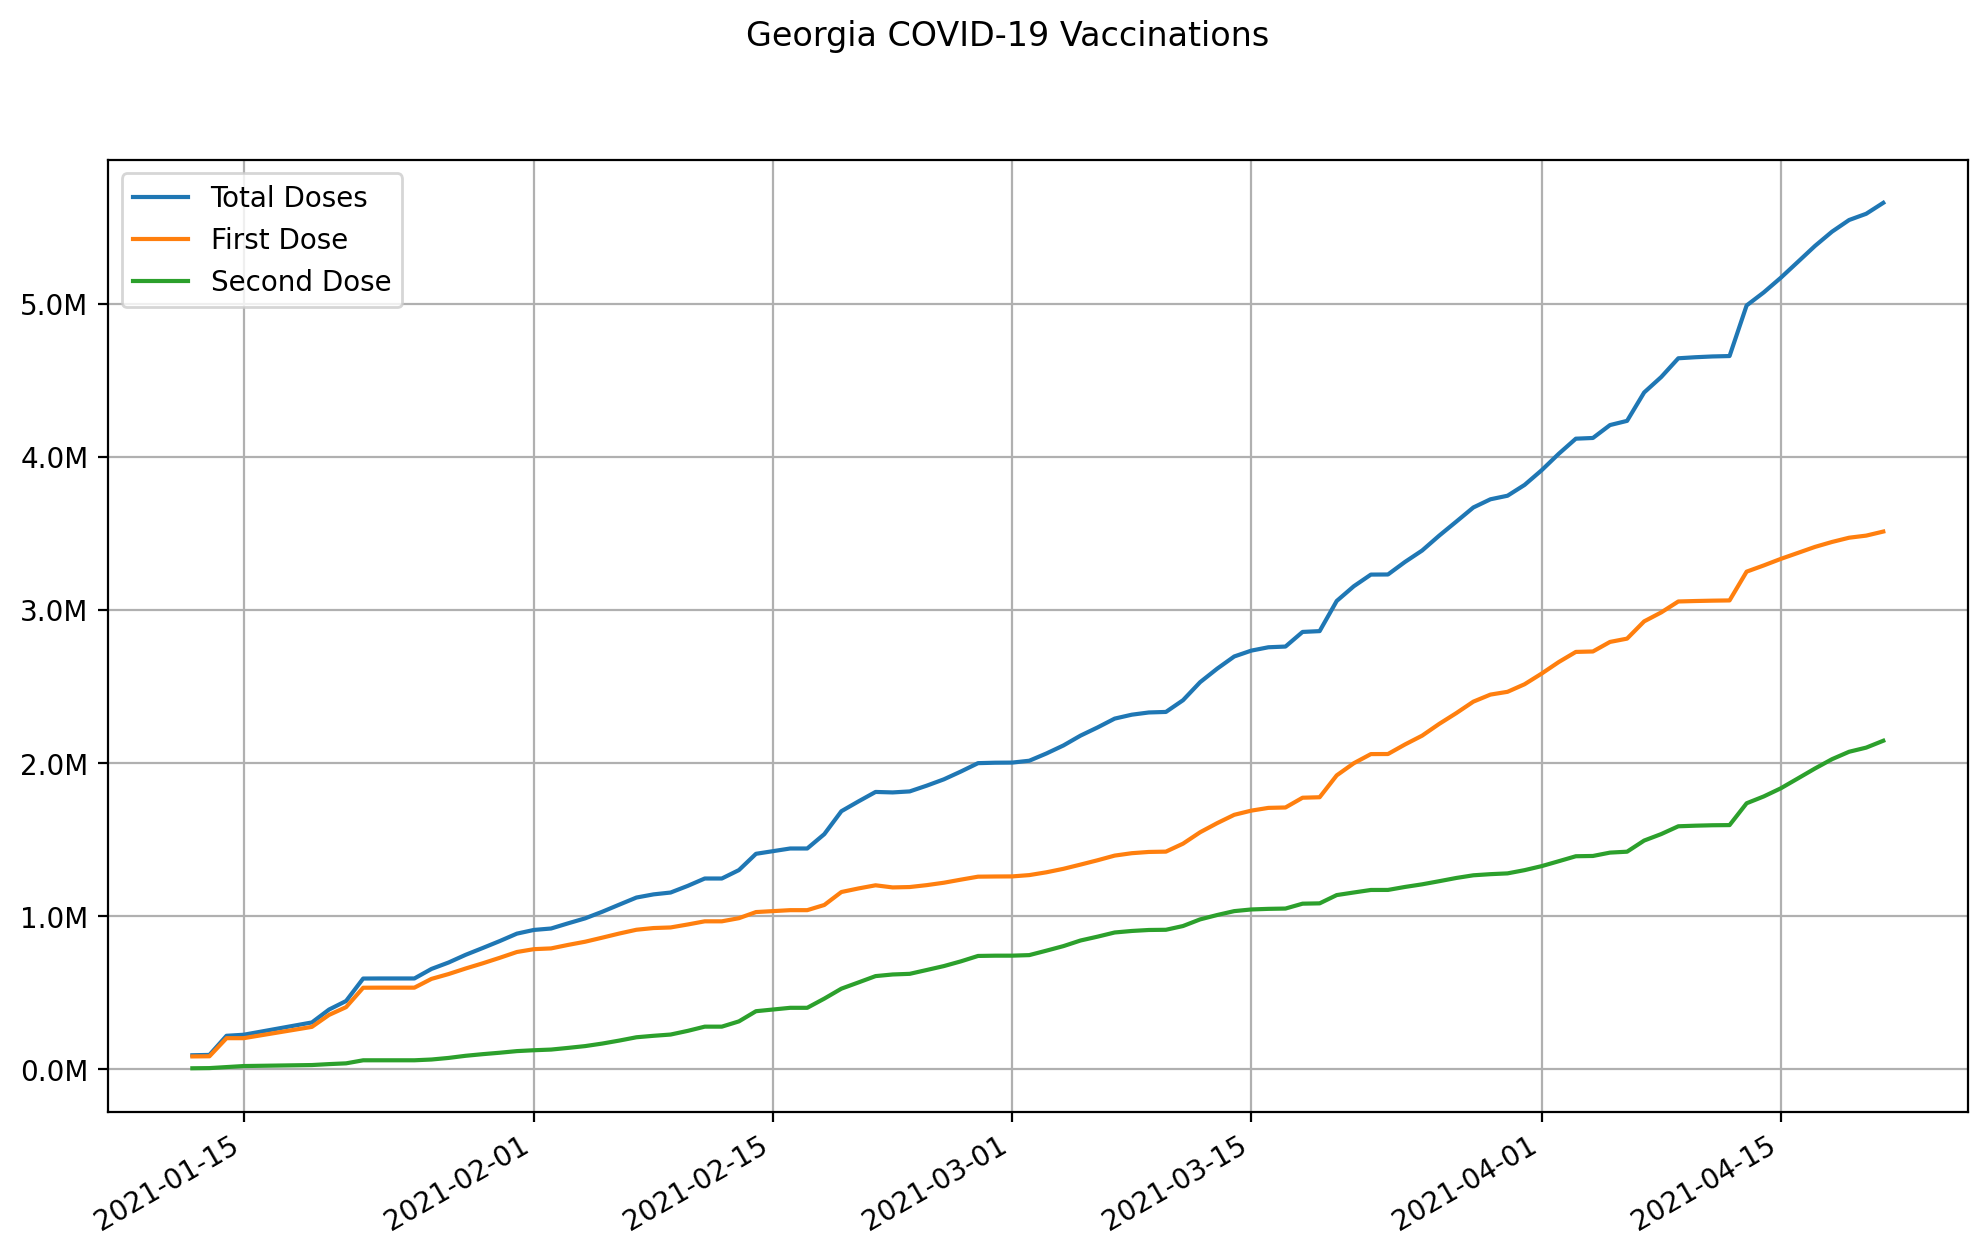 Georgia COVID-19 Vaccinations
Total Doses
First Dose
Second Dose
5.0M
4.0M
3.0M
2.0M
1.0M
0.0M
2021-01-15
2021-02-01
2021-02-15
2021-03-01
2021-03-15
2021-04-01
2021-04-15